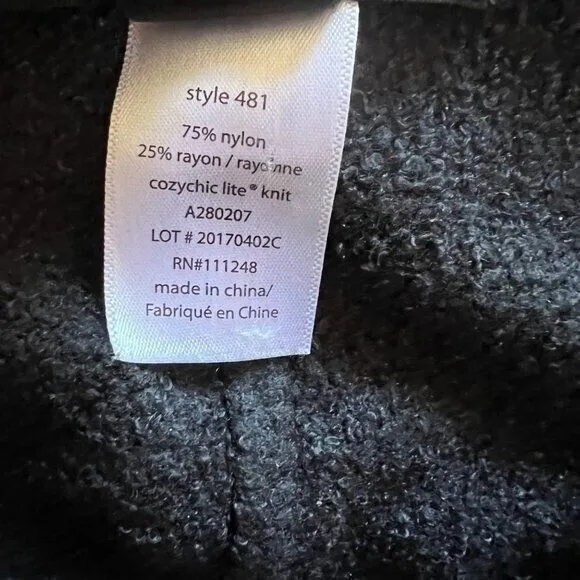 style 481
75% nylon
25% rayon / rayonne
cozychic lite® knit
A280207
LOT # 20170402C
RN#111248
made in china/
Fabriqué en Chine